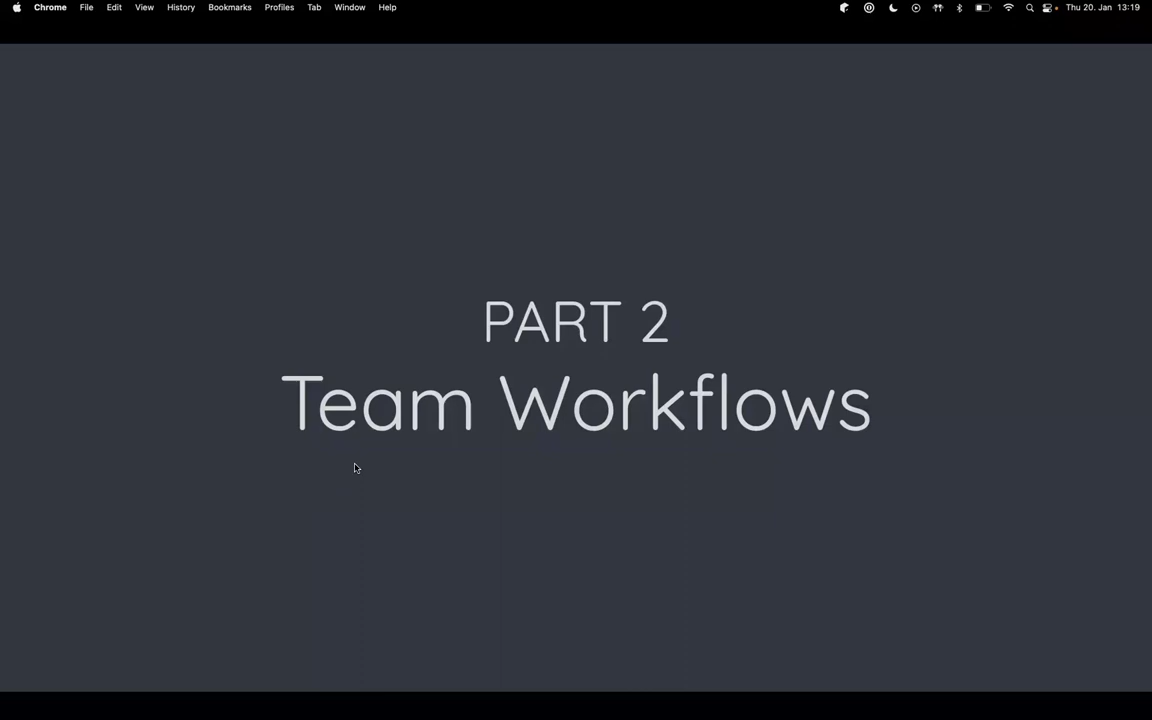 Chrome File Edit View History Bookmarks Profiles Tab Window Help Thu 20. Jan 13:19
PART 2
Team Workflows